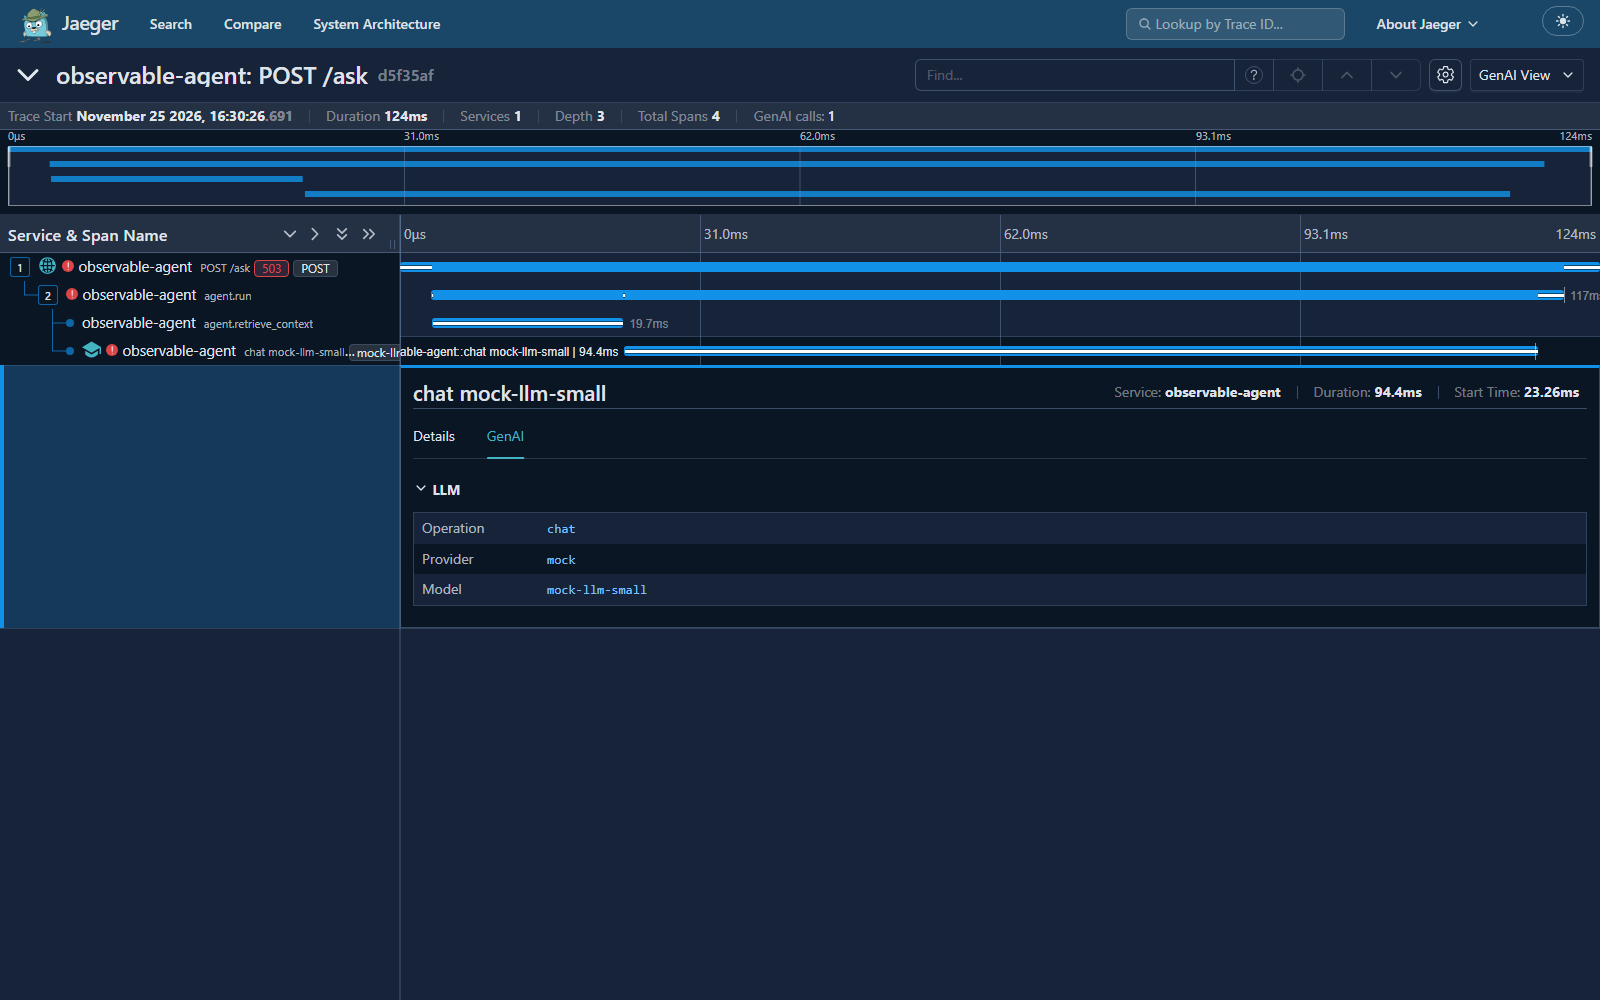 Jaeger Search Compare System Architecture Lookup by Trace ID... About Jaeger
observable-agent: POST /ask d5f35af Find... ? GenAI View
Trace Start November 25 2026, 16:30:26.691 Duration 124ms Services 1 Depth 3 Total Spans 4 GenAI calls: 1
0μs 31.0ms 62.0ms 93.1ms 124ms
Service & Span Name 0μs 31.0ms 62.0ms 93.1ms 124ms
1 observable-agent POST /ask 503 POST
2 observable-agent agent.run 117ms
observable-agent agent.retrieve_context 19.7ms
observable-agent chat mock-llm-small... mock-llm able-agent::chat mock-llm-small | 94.4ms
chat mock-llm-small Service: observable-agent Duration: 94.4ms Start Time: 23.26ms
Details GenAI
LLM
Operation chat
Provider mock
Model mock-llm-small